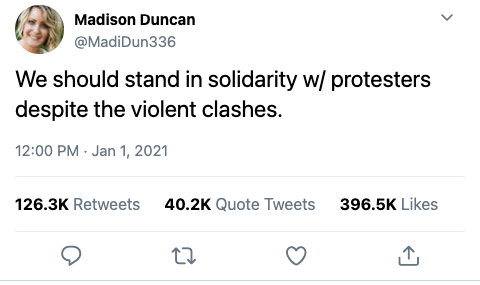 Madison Duncan
@MadiDun336
We should stand in solidarity w/ protesters
despite the violent clashes.
12:00 PM · Jan 1, 2021
126.3K Retweets 40.2K Quote Tweets 396.5K Likes